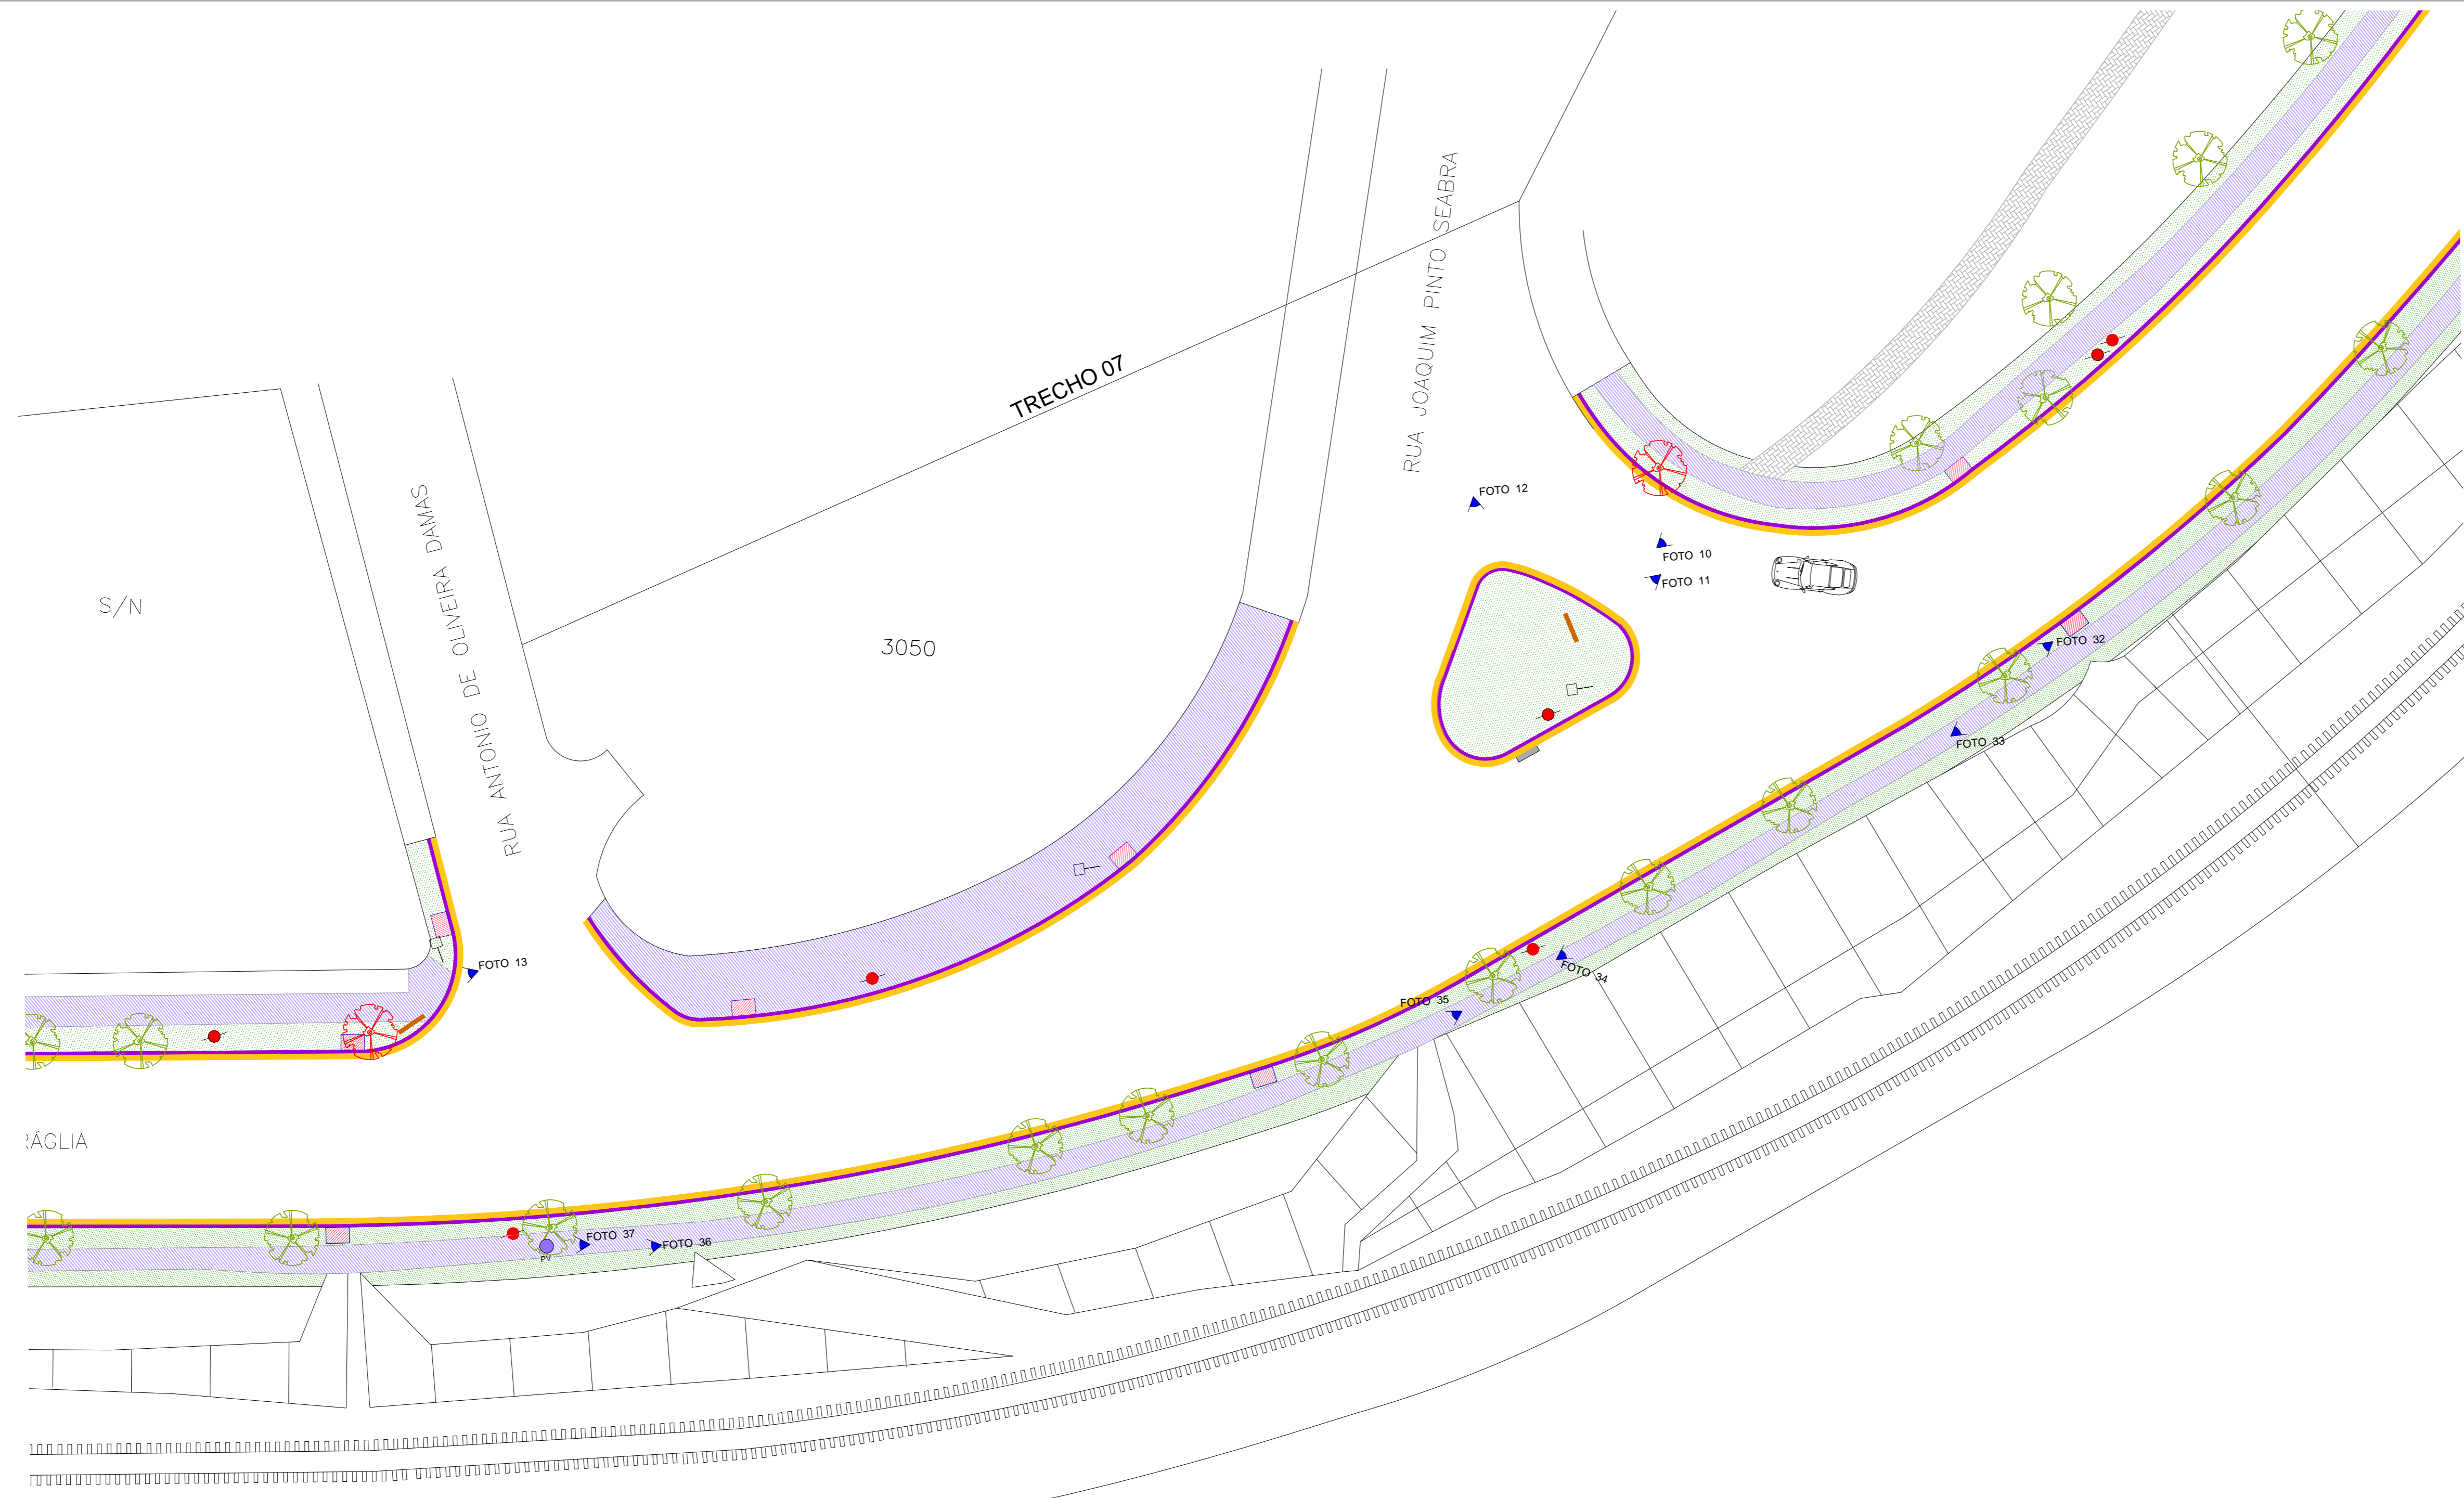 TRECHO 07
RUA JOAQUIM PINTO SEABRA
RUA ANTONIO DE OLIVEIRA DAMAS
S/N
3050
FOTO 12
FOTO 10
FOTO 11
FOTO 32
FOTO 33
FOTO 13
FOTO 34
FOTO 35
RÁGLIA
FOTO 37
FOTO 36
PV